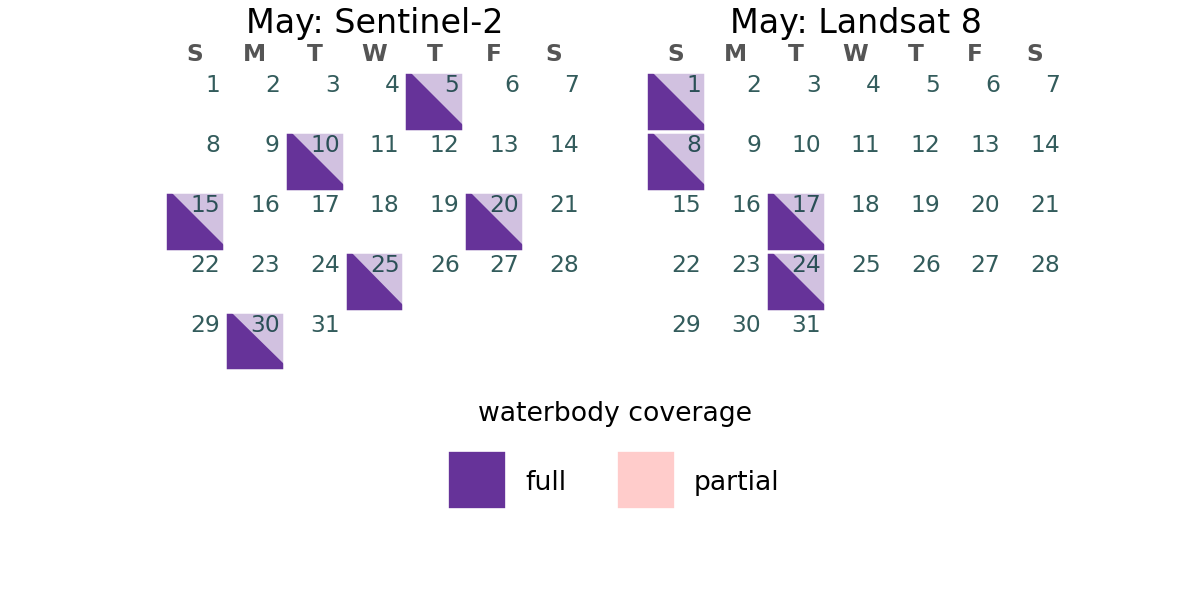 May: Sentinel-2
S M T W T F S
1 2 3 4 5 6 7
8 9 10 11 12 13 14
15 16 17 18 19 20 21
22 23 24 25 26 27 28
29 30 31
May: Landsat 8
S M T W T F S
1 2 3 4 5 6 7
8 9 10 11 12 13 14
15 16 17 18 19 20 21
22 23 24 25 26 27 28
29 30 31
waterbody coverage
full
partial